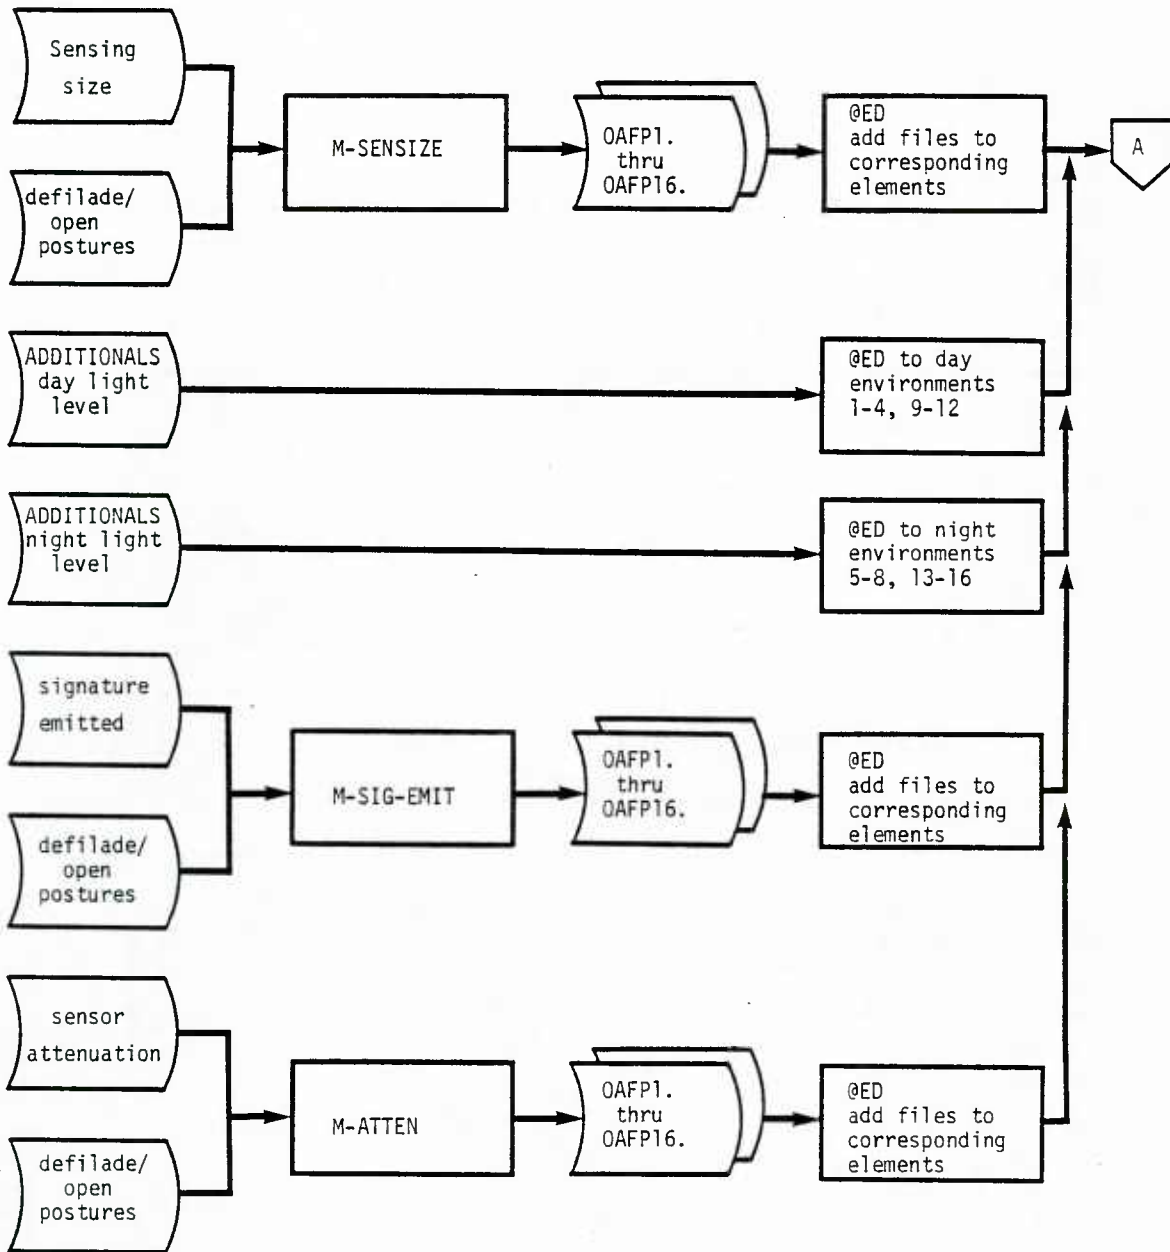 Sensing
size
defilade/
open
postures
M-SENSIZE
OAFP1.
thru
OAFP16.
@ED
add files to
corresponding
elements
A
ADDITIONALS
day light
level
@ED to day
environments
1-4, 9-12
ADDITIONALS
night light
level
@ED to night
environments
5-8, 13-16
signature
emitted
defilade/
open
postures
M-SIG-EMIT
OAFP1.
thru
OAFP16.
@ED
add files to
corresponding
elements
sensor
attenuation
defilade/
open
postures
M-ATTEN
OAFP1.
thru
OAFP16.
@ED
add files to
corresponding
elements